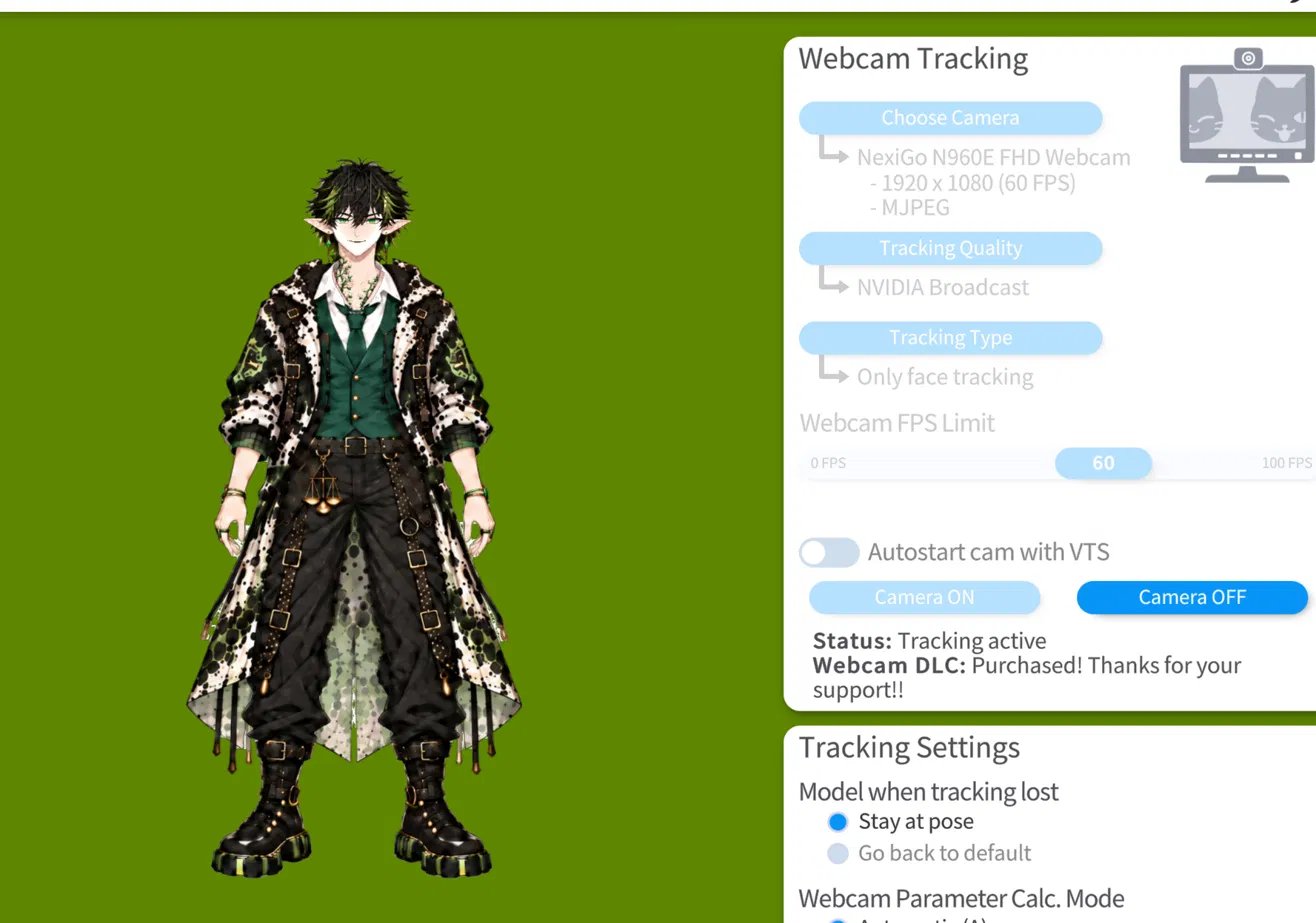 Webcam Tracking
Choose Camera
NexiGo N960E FHD Webcam
- 1920 x 1080 (60 FPS)
- MJPEG
Tracking Quality
NVIDIA Broadcast
Tracking Type
Only face tracking
Webcam FPS Limit
0 FPS 60 100 FPS
Autostart cam with VTS
Camera ON Camera OFF
Status: Tracking active
Webcam DLC: Purchased! Thanks for your
support!!
Tracking Settings
Model when tracking lost
Stay at pose
Go back to default
Webcam Parameter Calc. Mode